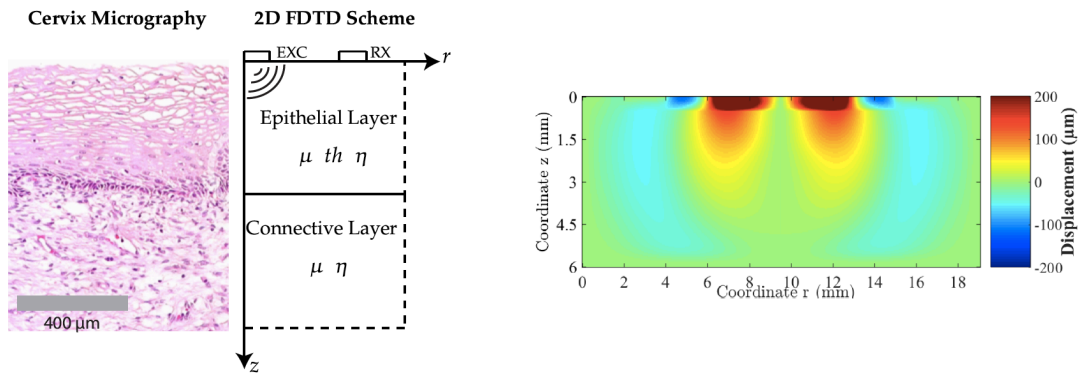 Cervix Micrography
2D FDTD Scheme
EXC
RX
r
Epithelial Layer
μ th η
Connective Layer
μ η
z
400 μm
0
1.5
3
4.5
6
Coordinate z (mm)
0 2 4 6 8 10 12 14 16 18
Coordinate r (mm)
200
100
0
-100
-200
Displacement (μm)